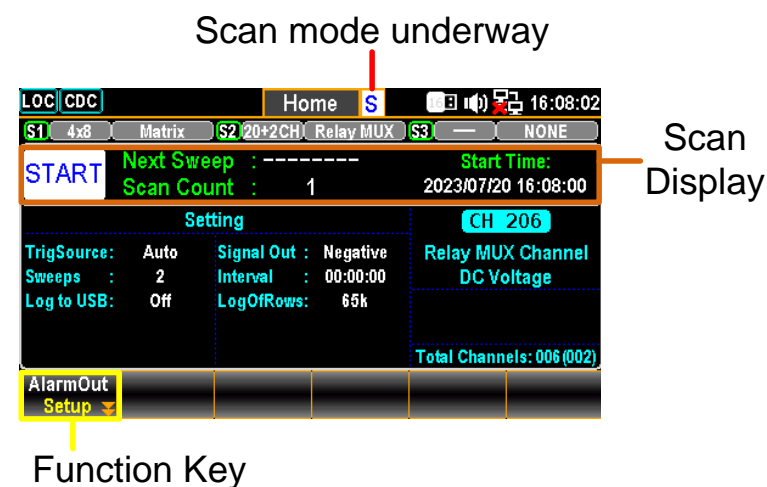 Scan mode underway
LOC CDC Home S 16:08:02
S1 4x8 Matrix S2 20+2CH Relay MUX S3 — NONE
START Next Sweep : -------- Start Time:
Scan Count : 1 2023/07/20 16:08:00
Scan Display
Setting CH 206
TrigSource: Auto Signal Out : Negative Relay MUX Channel
Sweeps : 2 Interval : 00:00:00 DC Voltage
Log to USB: Off LogOfRows: 65k
Total Channels: 006(002)
AlarmOut
Setup
Function Key